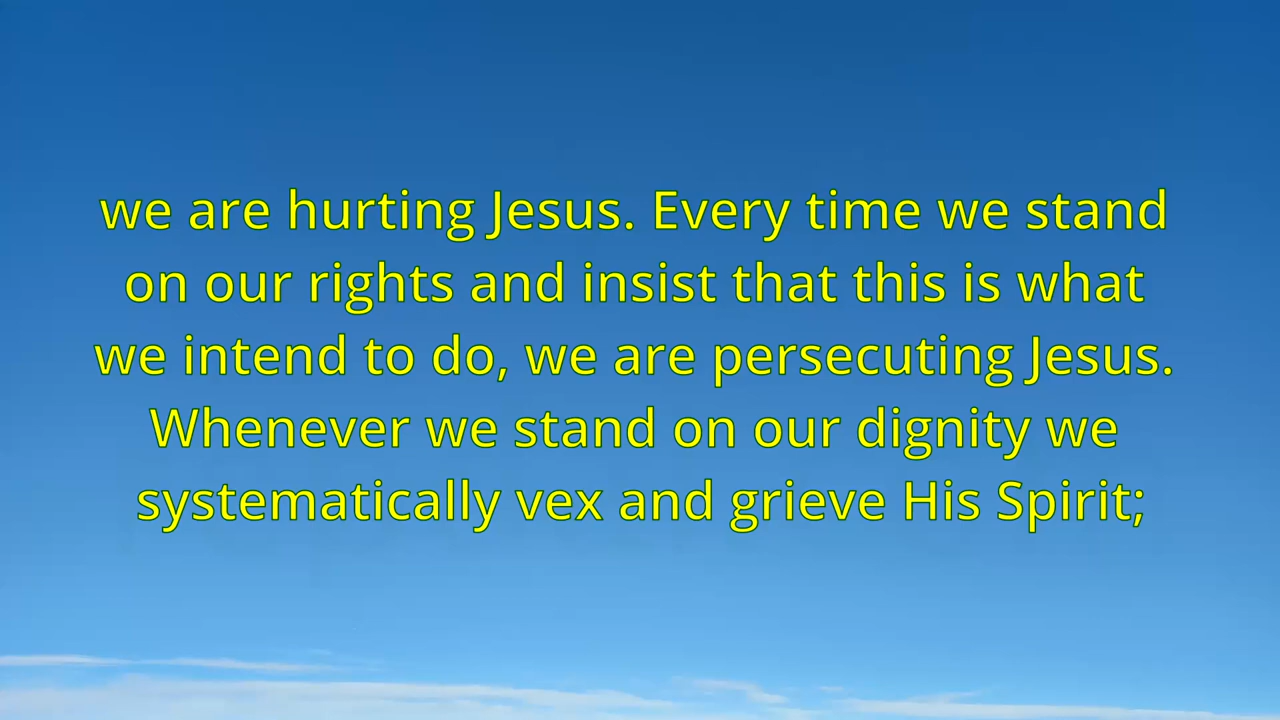 we are hurting Jesus. Every time we stand
on our rights and insist that this is what
we intend to do, we are persecuting Jesus.
Whenever we stand on our dignity we
systematically vex and grieve His Spirit;